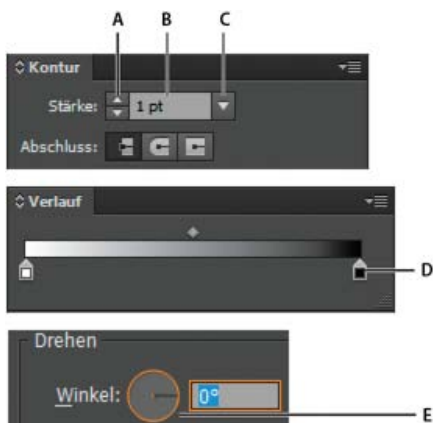 A B C
Kontur
Stärke: 1 pt
Abschluss:
Verlauf
D
Drehen
Winkel: 0°
E